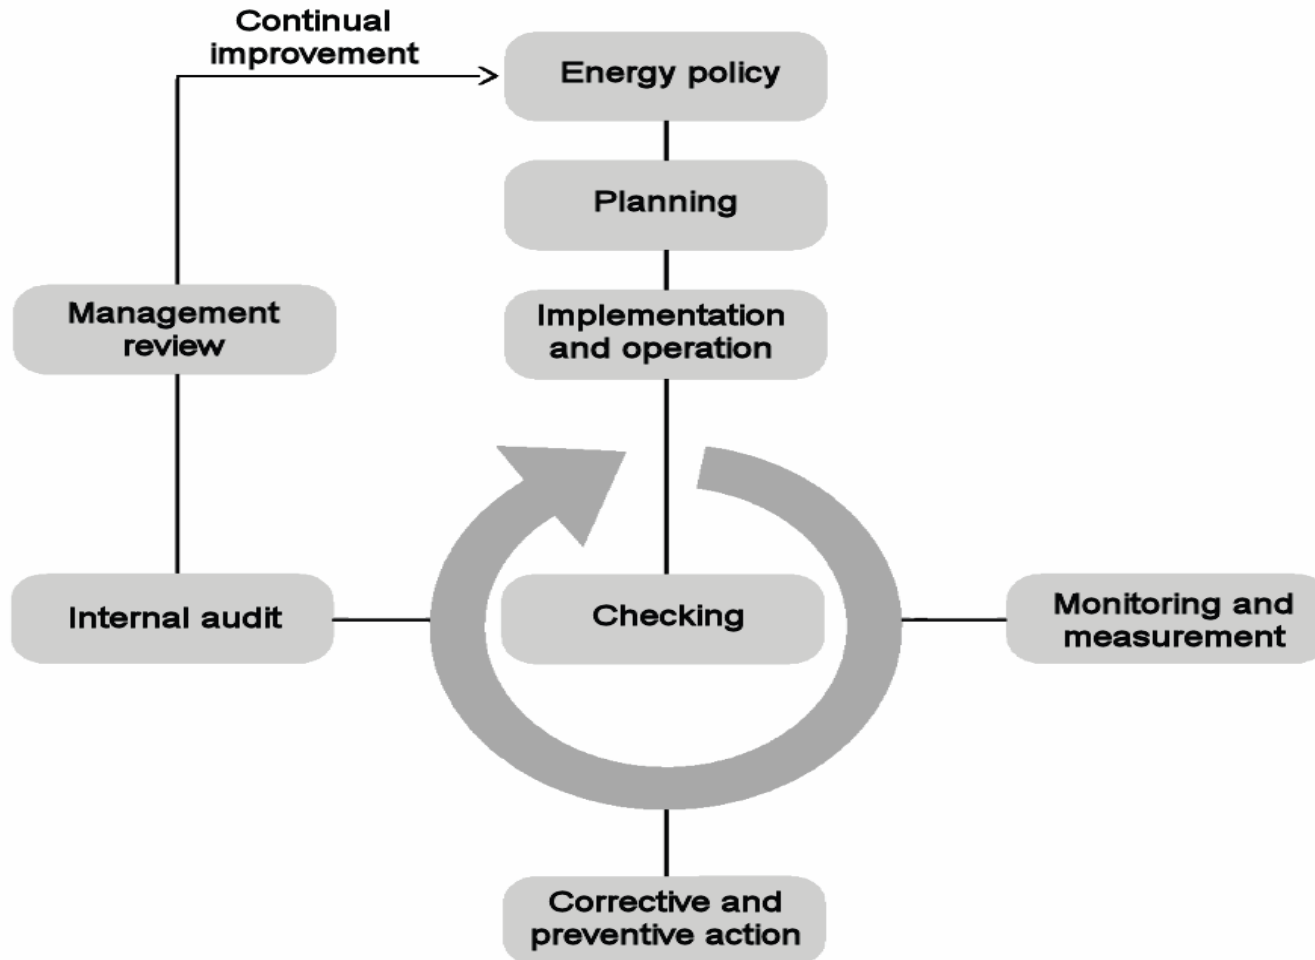 Continual
improvement
Energy policy
Planning
Management
review
Implementation
and operation
Internal audit
Checking
Monitoring and
measurement
Corrective and
preventive action